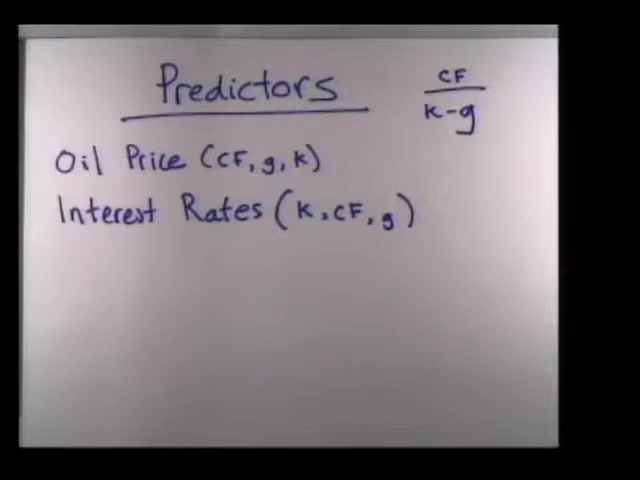 Predictors
CF
K-g
Oil Price (CF, g, K)
Interest Rates (K, CF, g)